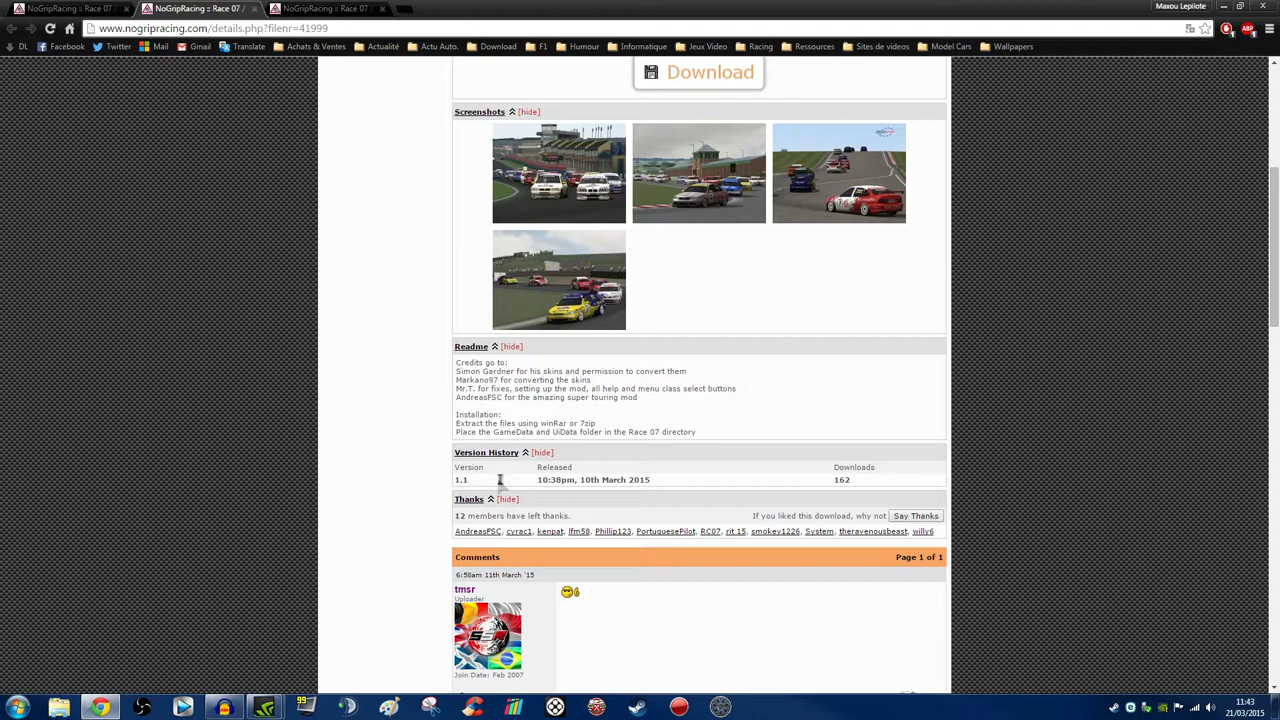 NoGripRacing :: Race 07 /
NoGripRacing :: Race 07 /
NoGripRacing :: Race 07 /
Maxou Lepilote
www.nogripracing.com/details.php?filenr=41999
DL
Facebook
Twitter
Mail
Gmail
Translate
Achats & Ventes
Actualité
Actu Auto.
Download
F1
Humour
Informatique
Jeux Video
Racing
Ressources
Sites de videos
Model Cars
Wallpapers
Download
Screenshots [hide]
Readme [hide]
Credits go to:
Simon Gardner for his skins and permission to convert them
Markano97 for converting the skins
Mr.T. for fixes, setting up the mod, all help and menu class select buttons
AndreasFSC for the amazing super touring mod
Installation:
Extract the files using winRar or 7zip
Place the GameData and UiData folder in the Race 07 directory
Version History [hide]
Version Released Downloads
1.1 10:38pm, 10th March 2015 162
Thanks [hide]
12 members have left thanks. If you liked this download, why not Say Thanks
AndreasFSC, cyrac1, kenpat, lfm58, Phillip123, PortuguesePilot, RC07, rit 15, smokey1226, System, theravenousbeast, willy6
Comments Page 1 of 1
6:58am 11th March '15
tmsr
Uploader
Join Date: Feb 2007
99
11:43
21/03/2015